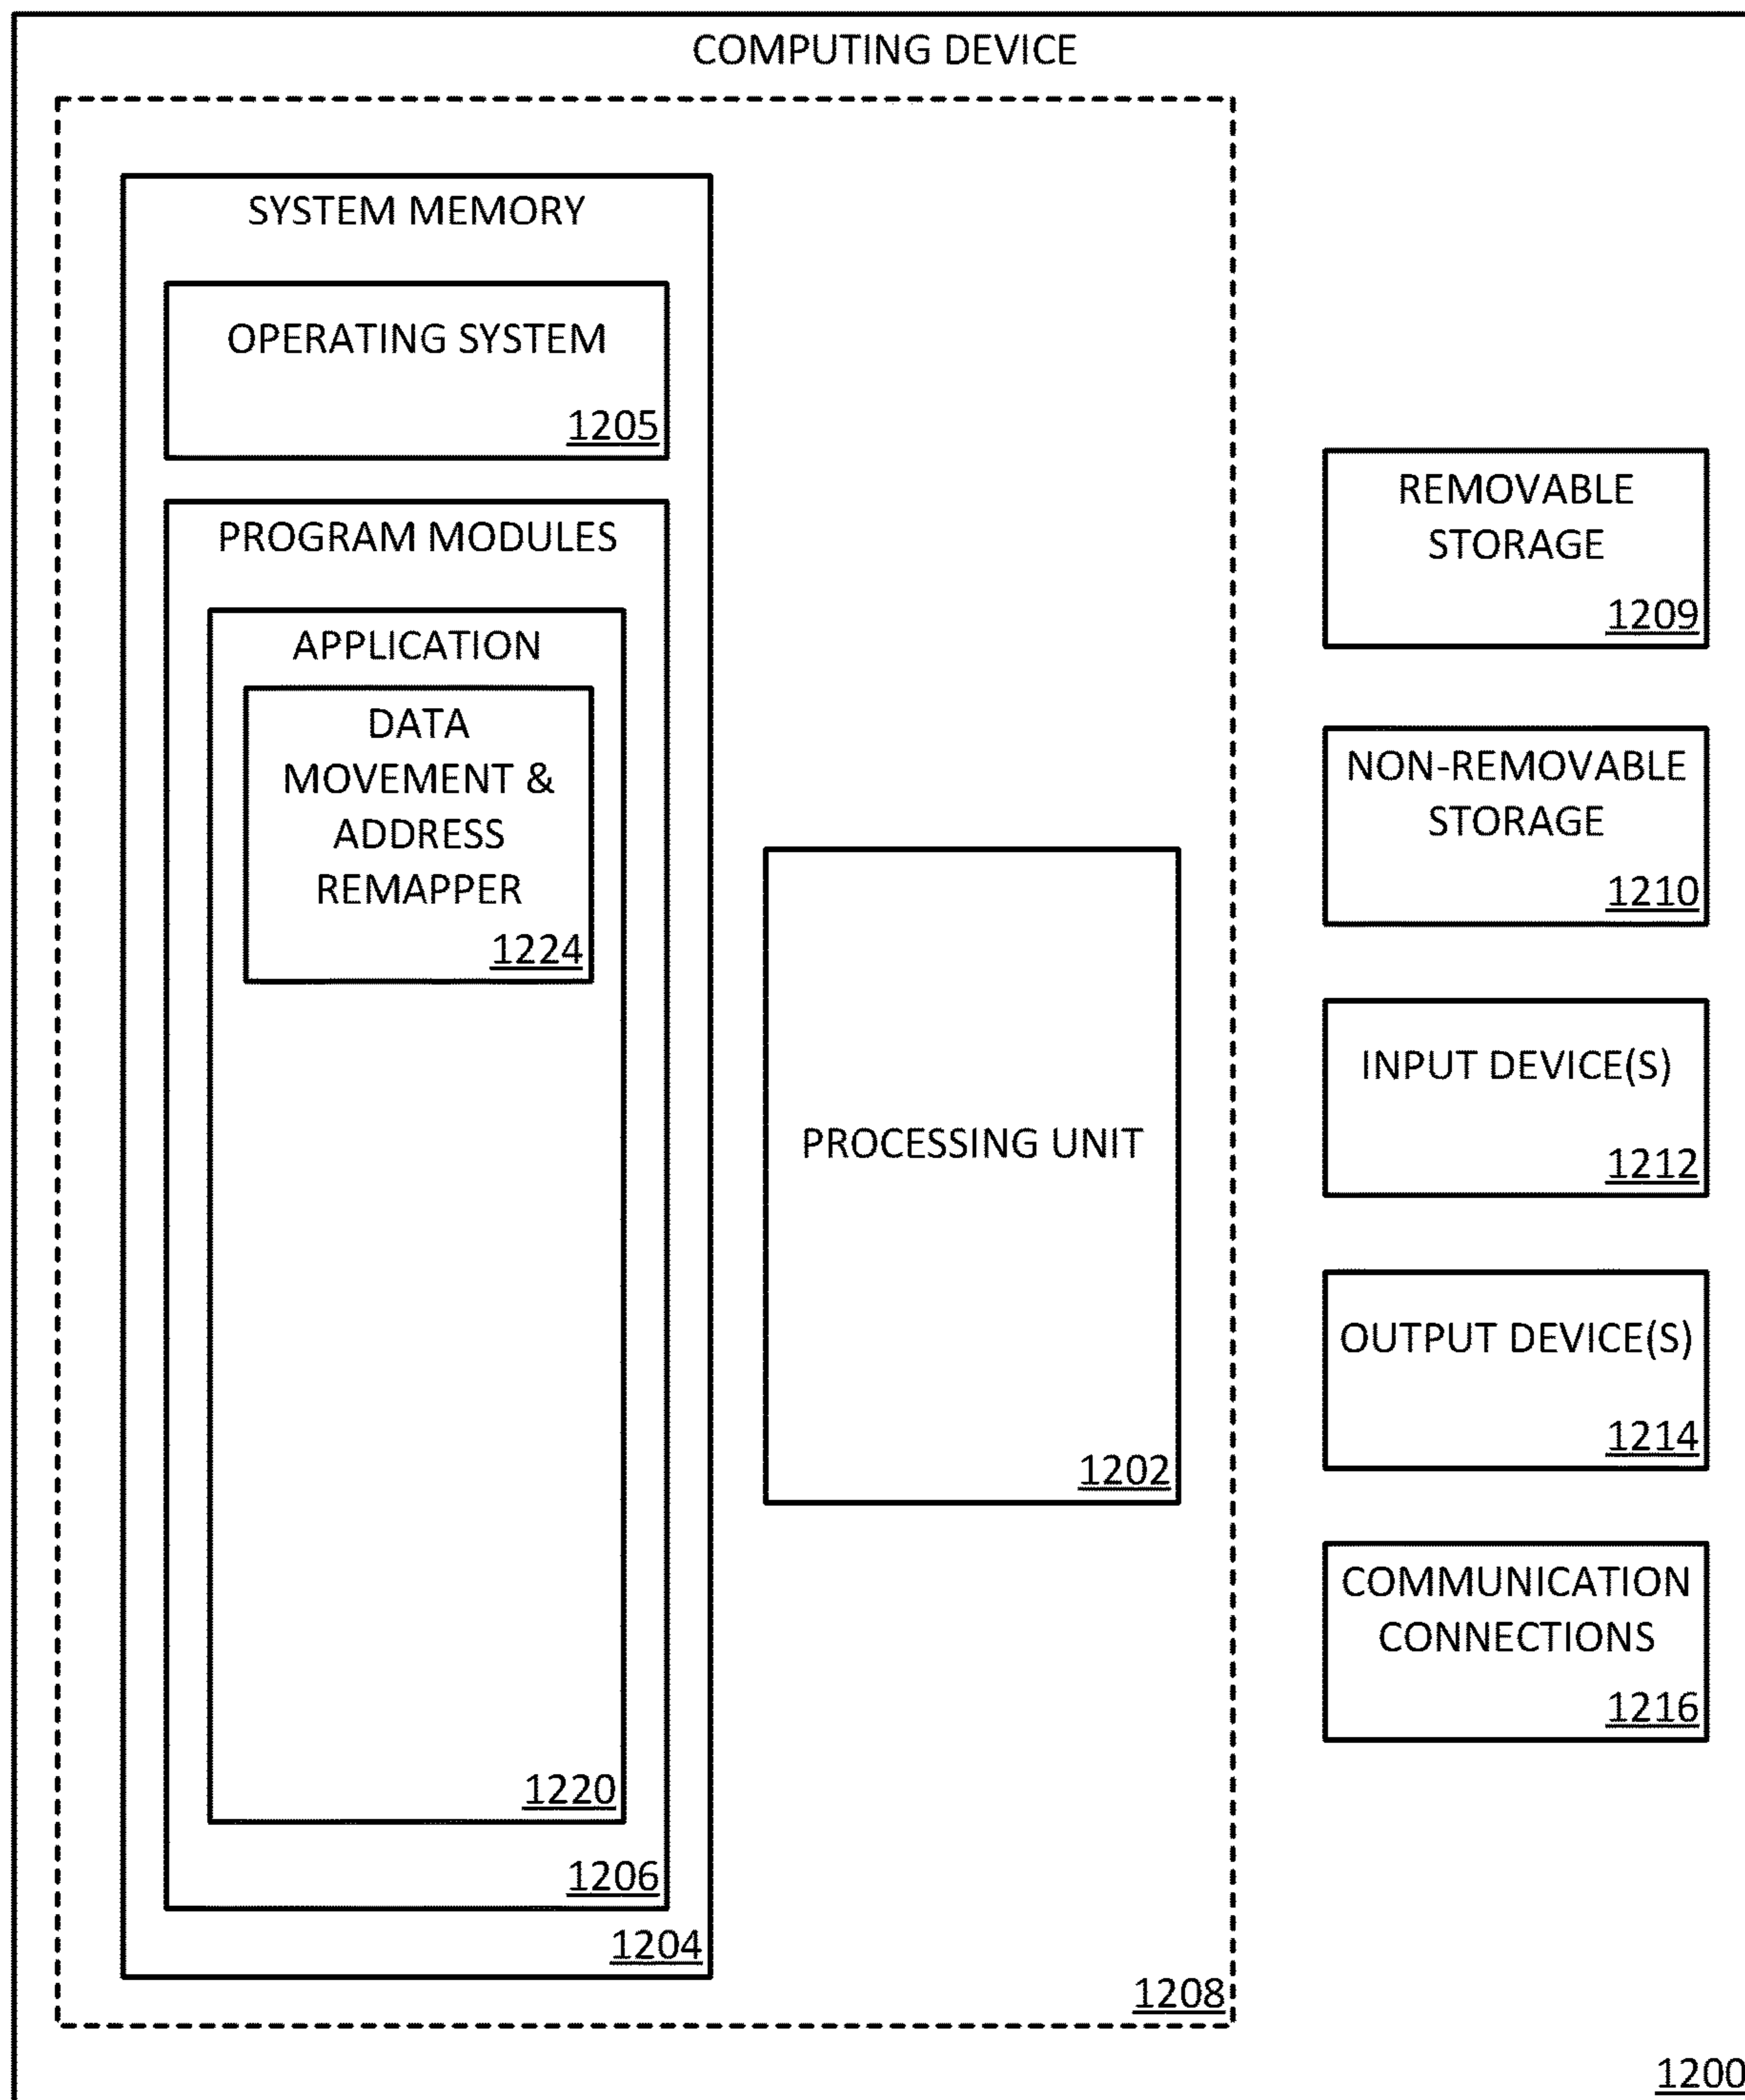 COMPUTING DEVICE
SYSTEM MEMORY
OPERATING SYSTEM
1205
PROGRAM MODULES
APPLICATION
DATA
MOVEMENT &
ADDRESS
REMAPPER
1224
1220
1206
1204
PROCESSING UNIT
1202
1208
REMOVABLE
STORAGE
1209
NON-REMOVABLE
STORAGE
1210
INPUT DEVICE(S)
1212
OUTPUT DEVICE(S)
1214
COMMUNICATION
CONNECTIONS
1216
1200